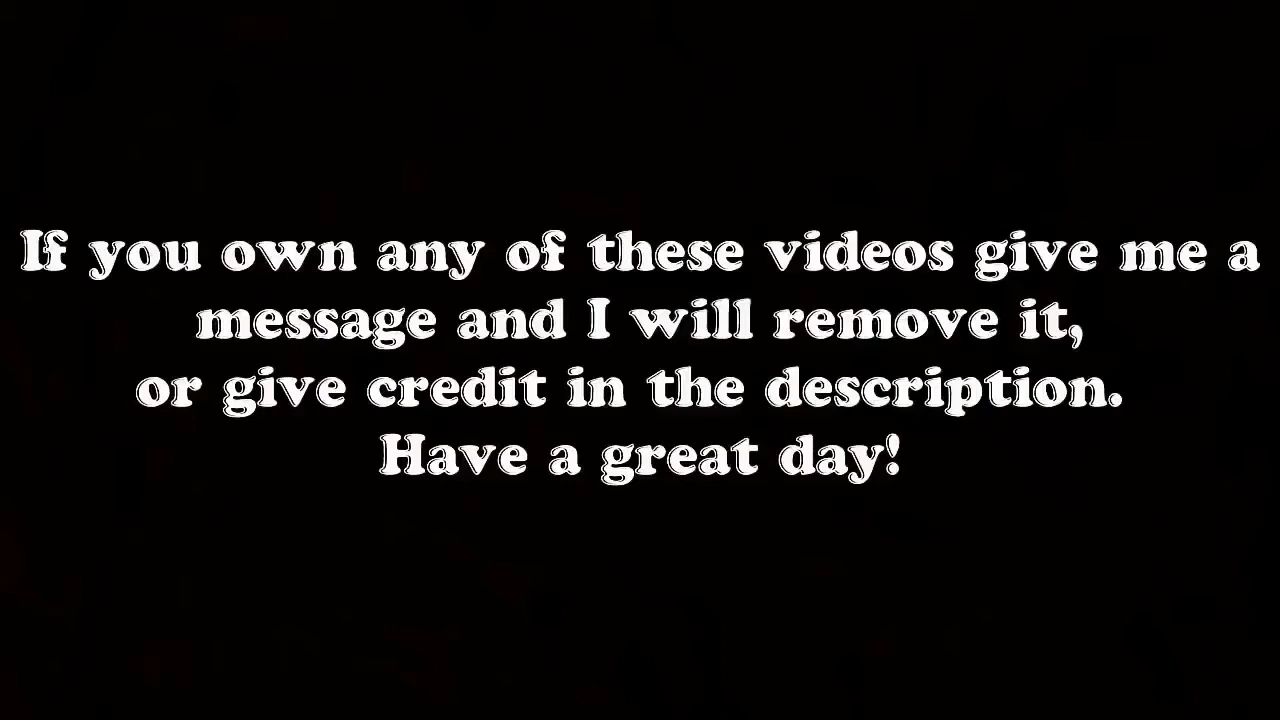 If you own any of these videos give me a
message and I will remove it,
or give credit in the description.
Have a great day!